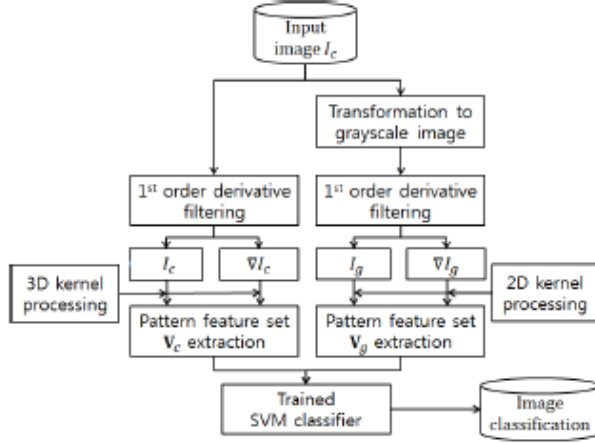 Input
image I_c
Transformation to
grayscale image
1st order derivative
filtering
1st order derivative
filtering
I_c
∇I_c
I_g
∇I_g
3D kernel
processing
2D kernel
processing
Pattern feature set
V_c extraction
Pattern feature set
V_g extraction
Trained
SVM classifier
Image
classification